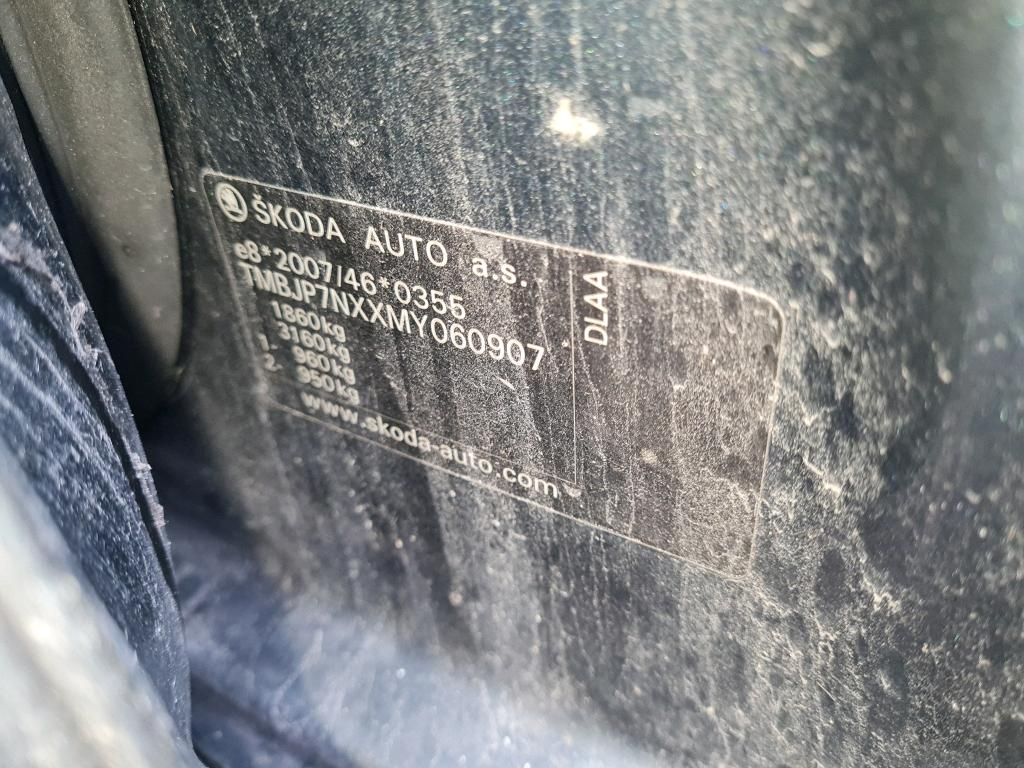 ŠKODA AUTO a.s.
e8*2007/46*0355
TMBJP7NXXMY060907
1860kg
3160kg
1. 960kg
2. 950kg
www.skoda-auto.com
DLAA